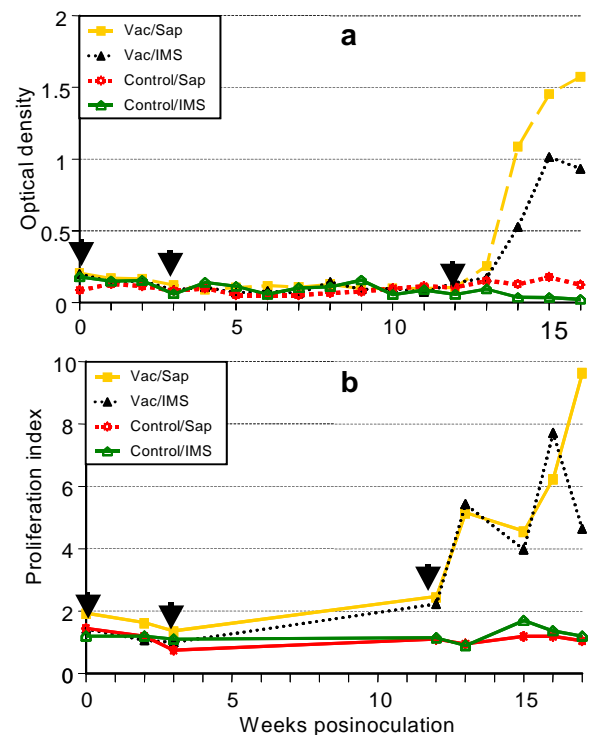 a
Vac/Sap
Vac/IMS
Control/Sap
Control/IMS
Optical density
2
1.5
1
0.5
0
0 5 10 15
b
Vac/Sap
Vac/IMS
Control/Sap
Control/IMS
Proliferation index
10
8
6
4
2
0
0 5 10 15
Weeks posinoculation